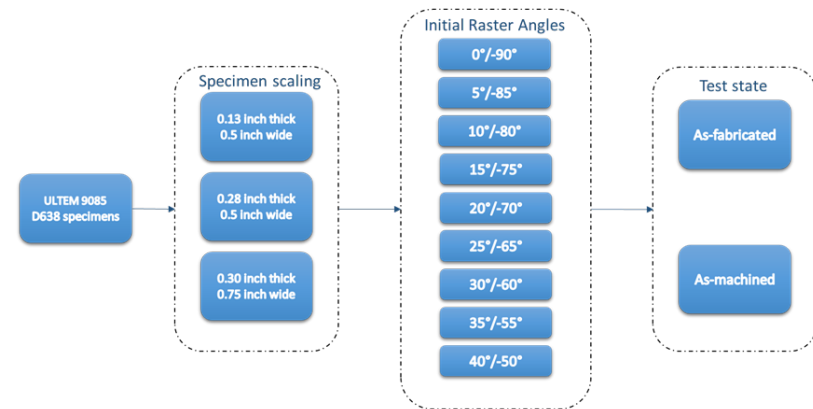 ULTEM 9085
D638 specimens
Specimen scaling
0.13 inch thick
0.5 inch wide
0.28 inch thick
0.5 inch wide
0.30 inch thick
0.75 inch wide
Initial Raster Angles
0°/-90°
5°/-85°
10°/-80°
15°/-75°
20°/-70°
25°/-65°
30°/-60°
35°/-55°
40°/-50°
Test state
As-fabricated
As-machined